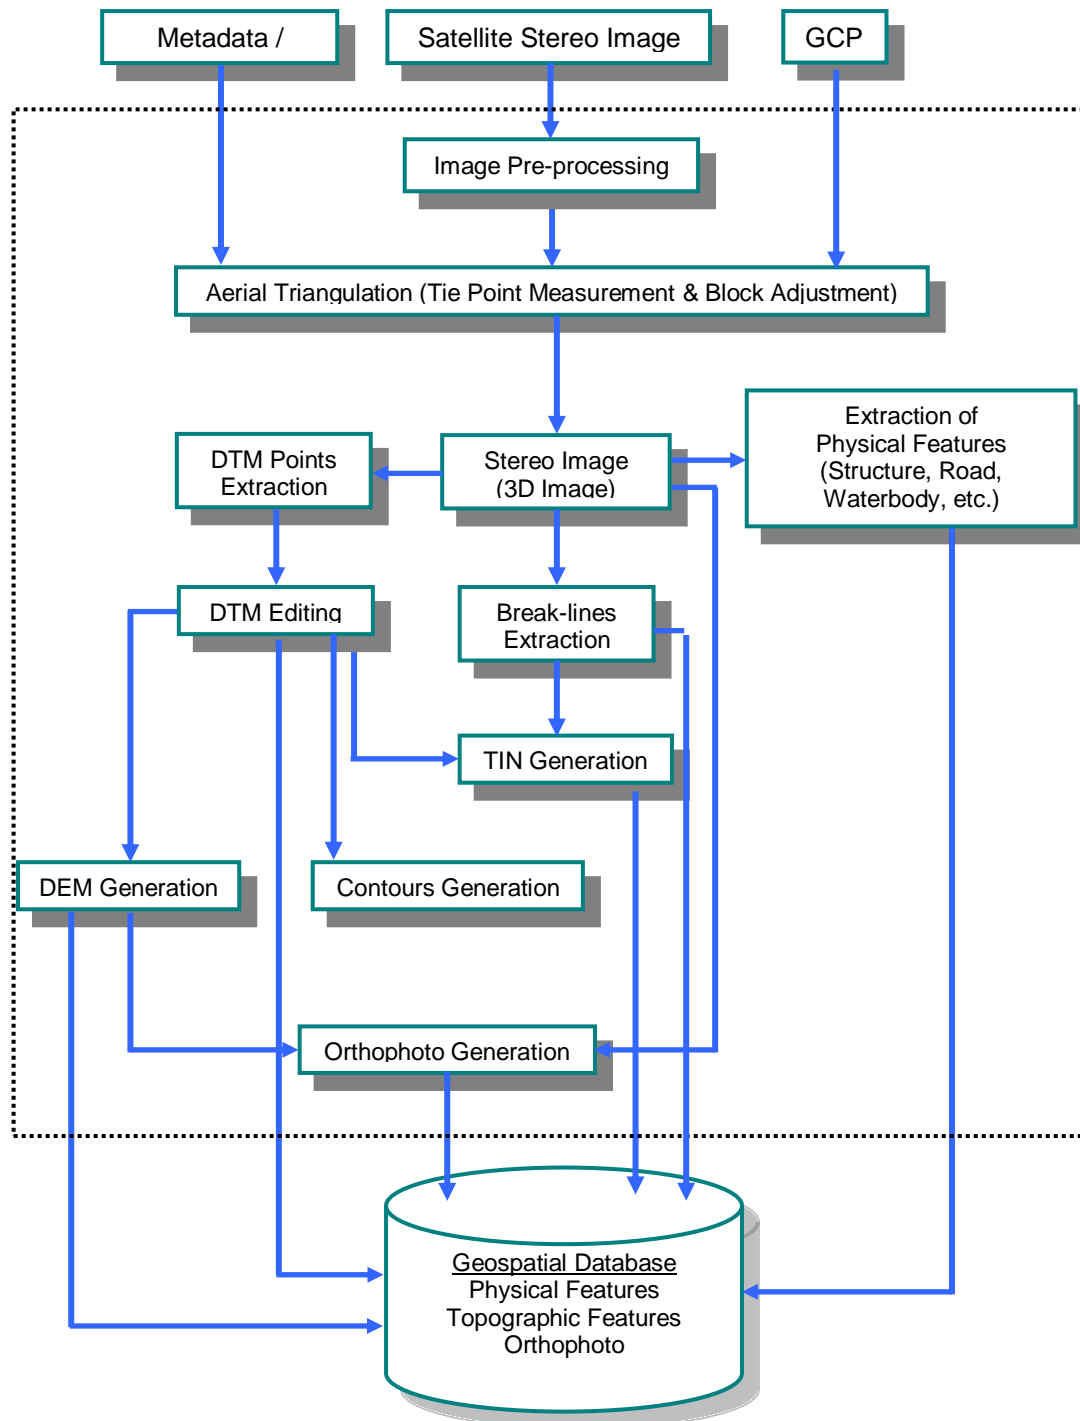 Metadata /
Satellite Stereo Image
GCP
Image Pre-processing
Aerial Triangulation (Tie Point Measurement & Block Adjustment)
Extraction of
Physical Features
(Structure, Road,
Waterbody, etc.)
DTM Points
Extraction
Stereo Image
(3D Image)
DTM Editing
Break-lines
Extraction
TIN Generation
DEM Generation
Contours Generation
Orthophoto Generation
Geospatial Database
Physical Features
Topographic Features
Orthophoto